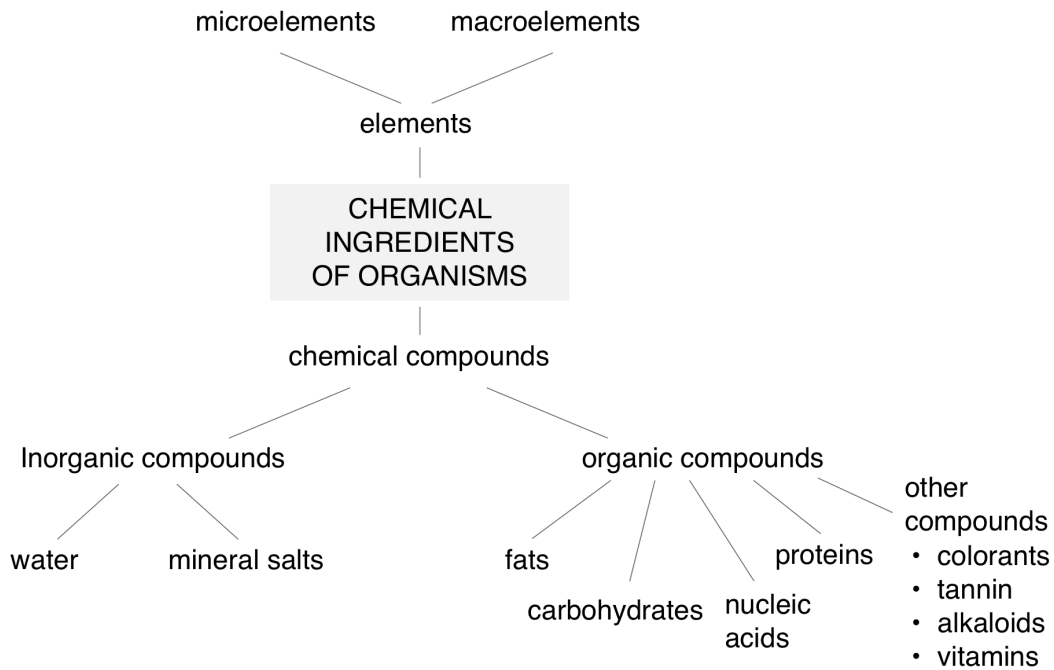 microelements macroelements
elements
CHEMICAL
INGREDIENTS
OF ORGANISMS
chemical compounds
Inorganic compounds
organic compounds
water
mineral salts
fats
carbohydrates
nucleic
acids
proteins
other
compounds
• colorants
• tannin
• alkaloids
• vitamins